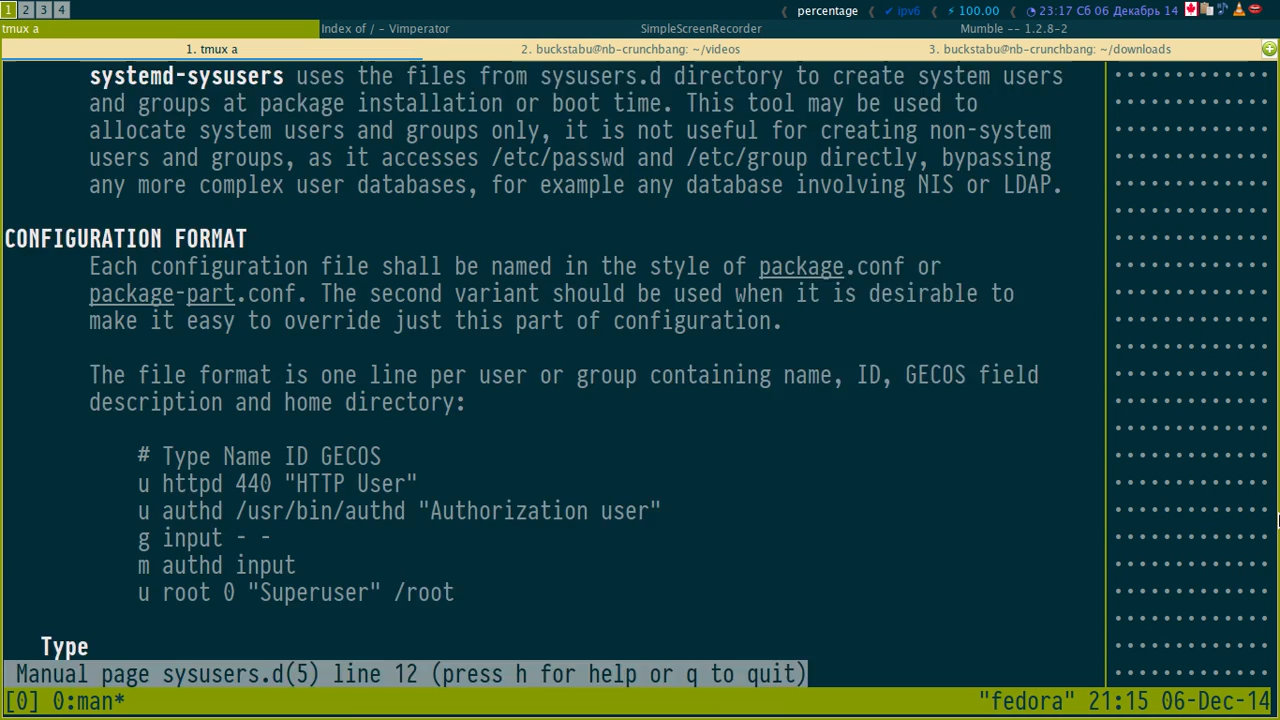 1 2 3 4 percentage ipv6 100.00 23:17 Сб 06 Декабрь 14
tmux a Index of / - Vimperator SimpleScreenRecorder Mumble -- 1.2.8-2
1. tmux a 2. buckstabu@nb-crunchbang: ~/videos 3. buckstabu@nb-crunchbang: ~/downloads
systemd-sysusers uses the files from sysusers.d directory to create system users
and groups at package installation or boot time. This tool may be used to
allocate system users and groups only, it is not useful for creating non-system
users and groups, as it accesses /etc/passwd and /etc/group directly, bypassing
any more complex user databases, for example any database involving NIS or LDAP.
CONFIGURATION FORMAT
Each configuration file shall be named in the style of package.conf or
package-part.conf. The second variant should be used when it is desirable to
make it easy to override just this part of configuration.
The file format is one line per user or group containing name, ID, GECOS field
description and home directory:
# Type Name ID GECOS
u httpd 440 "HTTP User"
u authd /usr/bin/authd "Authorization user"
g input - -
m authd input
u root 0 "Superuser" /root
Type
Manual page sysusers.d(5) line 12 (press h for help or q to quit)
[0] 0:man* "fedora" 21:15 06-Dec-14